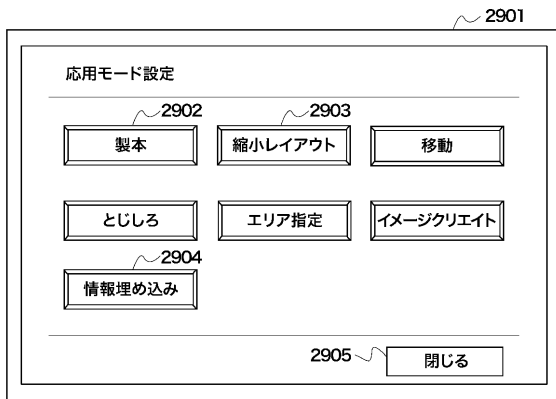 2901
応用モード設定
2902 2903
製本 縮小レイアウト 移動
とじしろ エリア指定 イメージクリエイト
2904
情報埋め込み
2905 閉じる